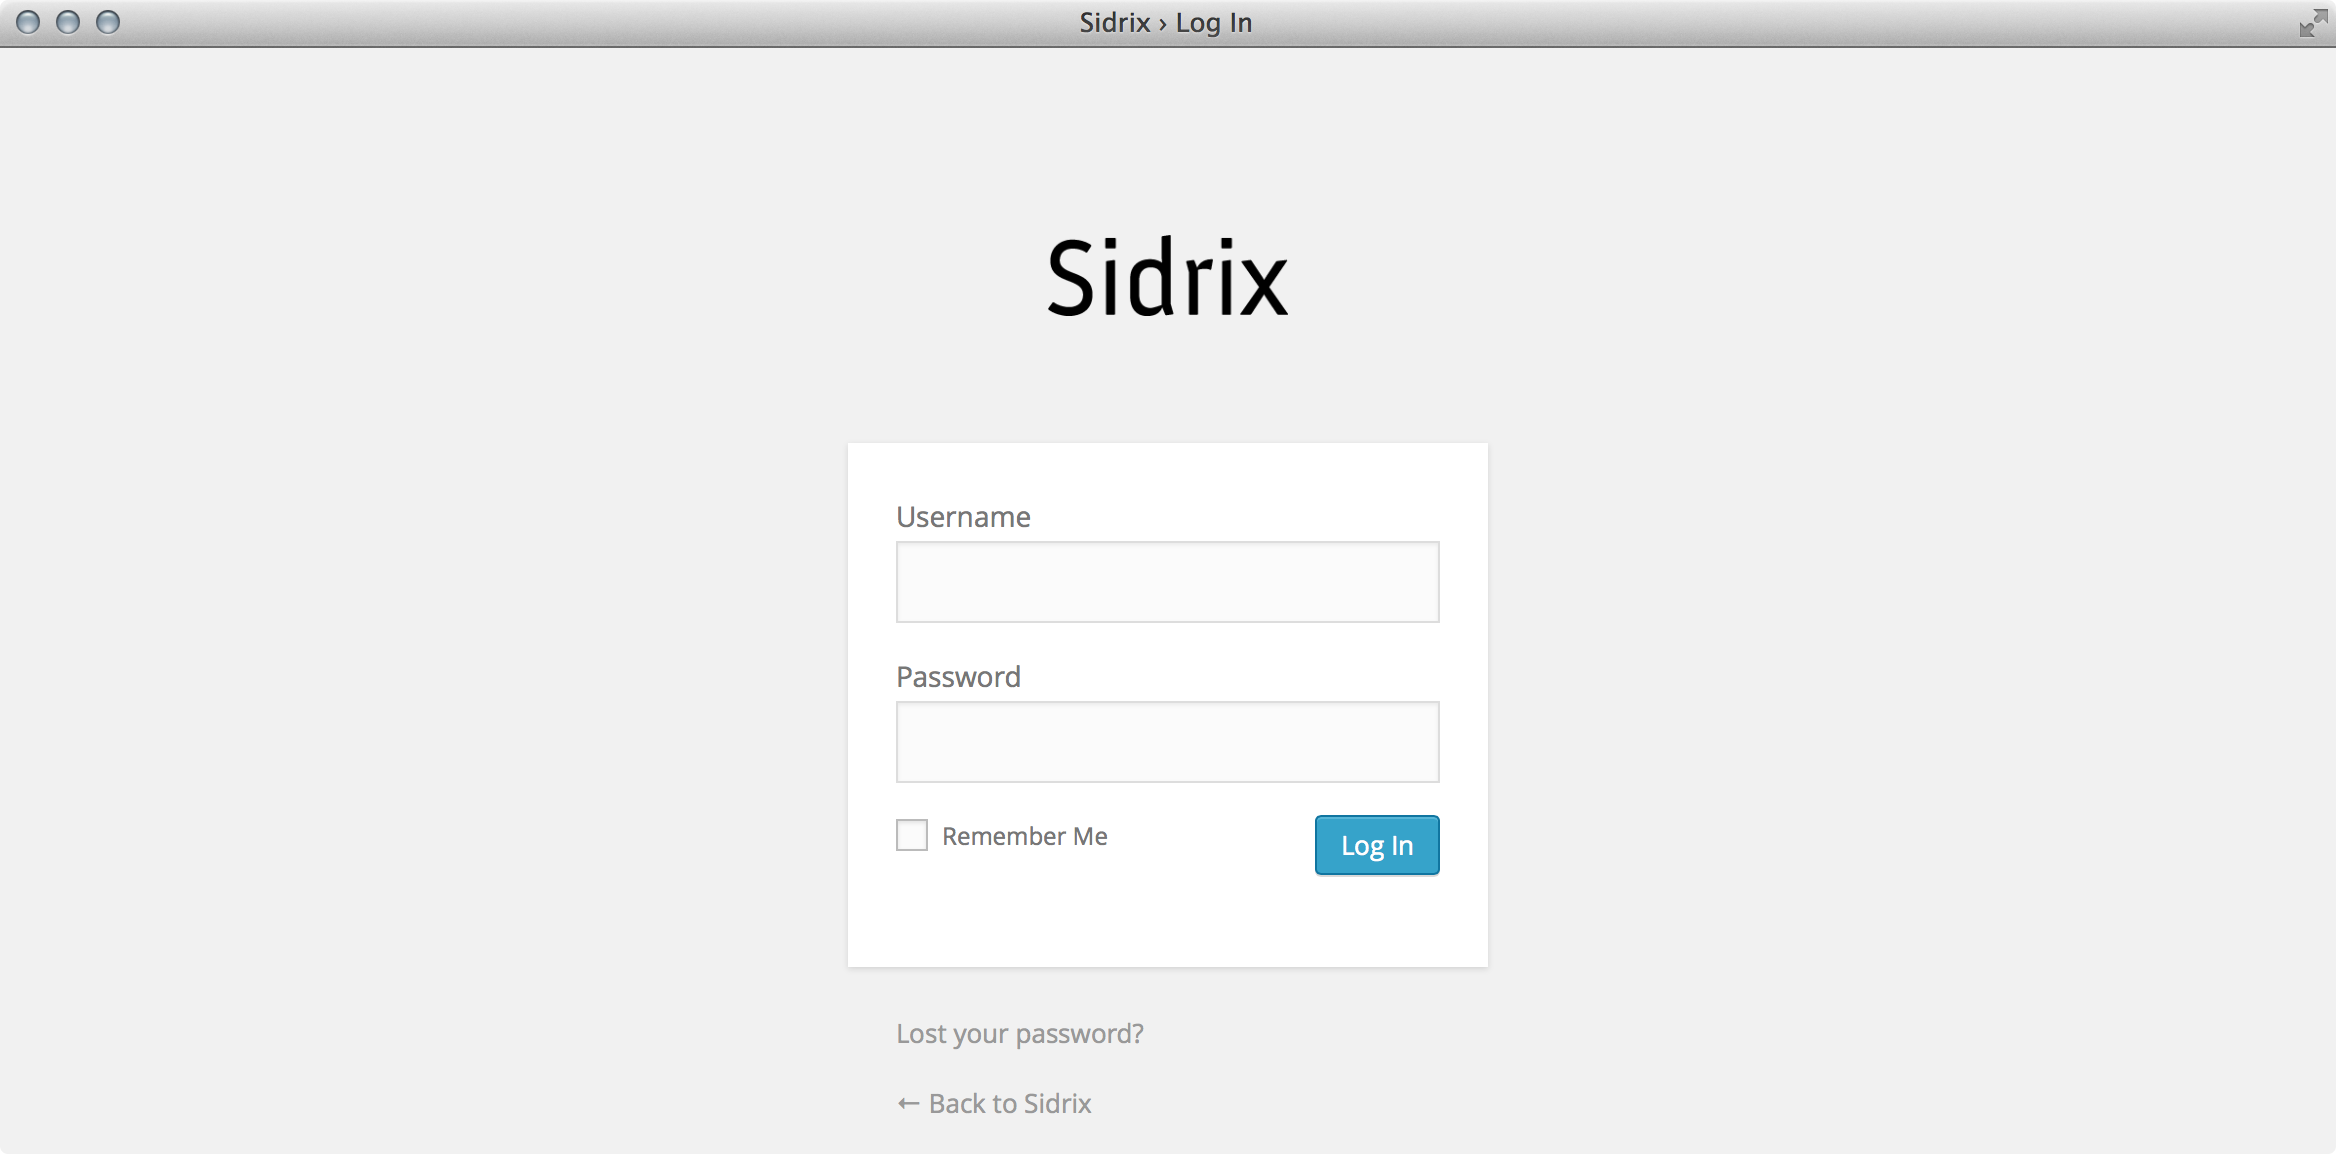 Sidrix › Log In
Sidrix
Username
Password
Remember Me
Log In
Lost your password?
← Back to Sidrix